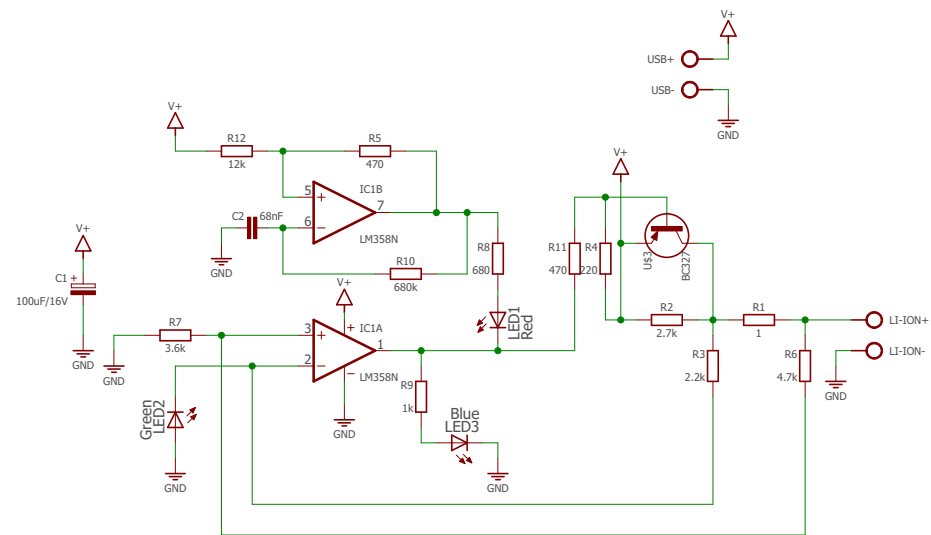 V+
USB+
USB-
GND
V+
R12
12k
R5
470
5
6
7
IC1B
LM358N
C2
68nF
GND
R10
680k
R8
680
LED1
Red
V+
R11
470
R4
220
U$3
BC327
V+
C1
+
100uF/16V
GND
R7
3.6k
GND
V+
3
2
1
IC1A
LM358N
GND
R9
1k
Blue
LED3
GND
Green
LED2
GND
R2
2.7k
R1
1
R3
2.2k
R6
4.7k
LI-ION+
LI-ION-
GND